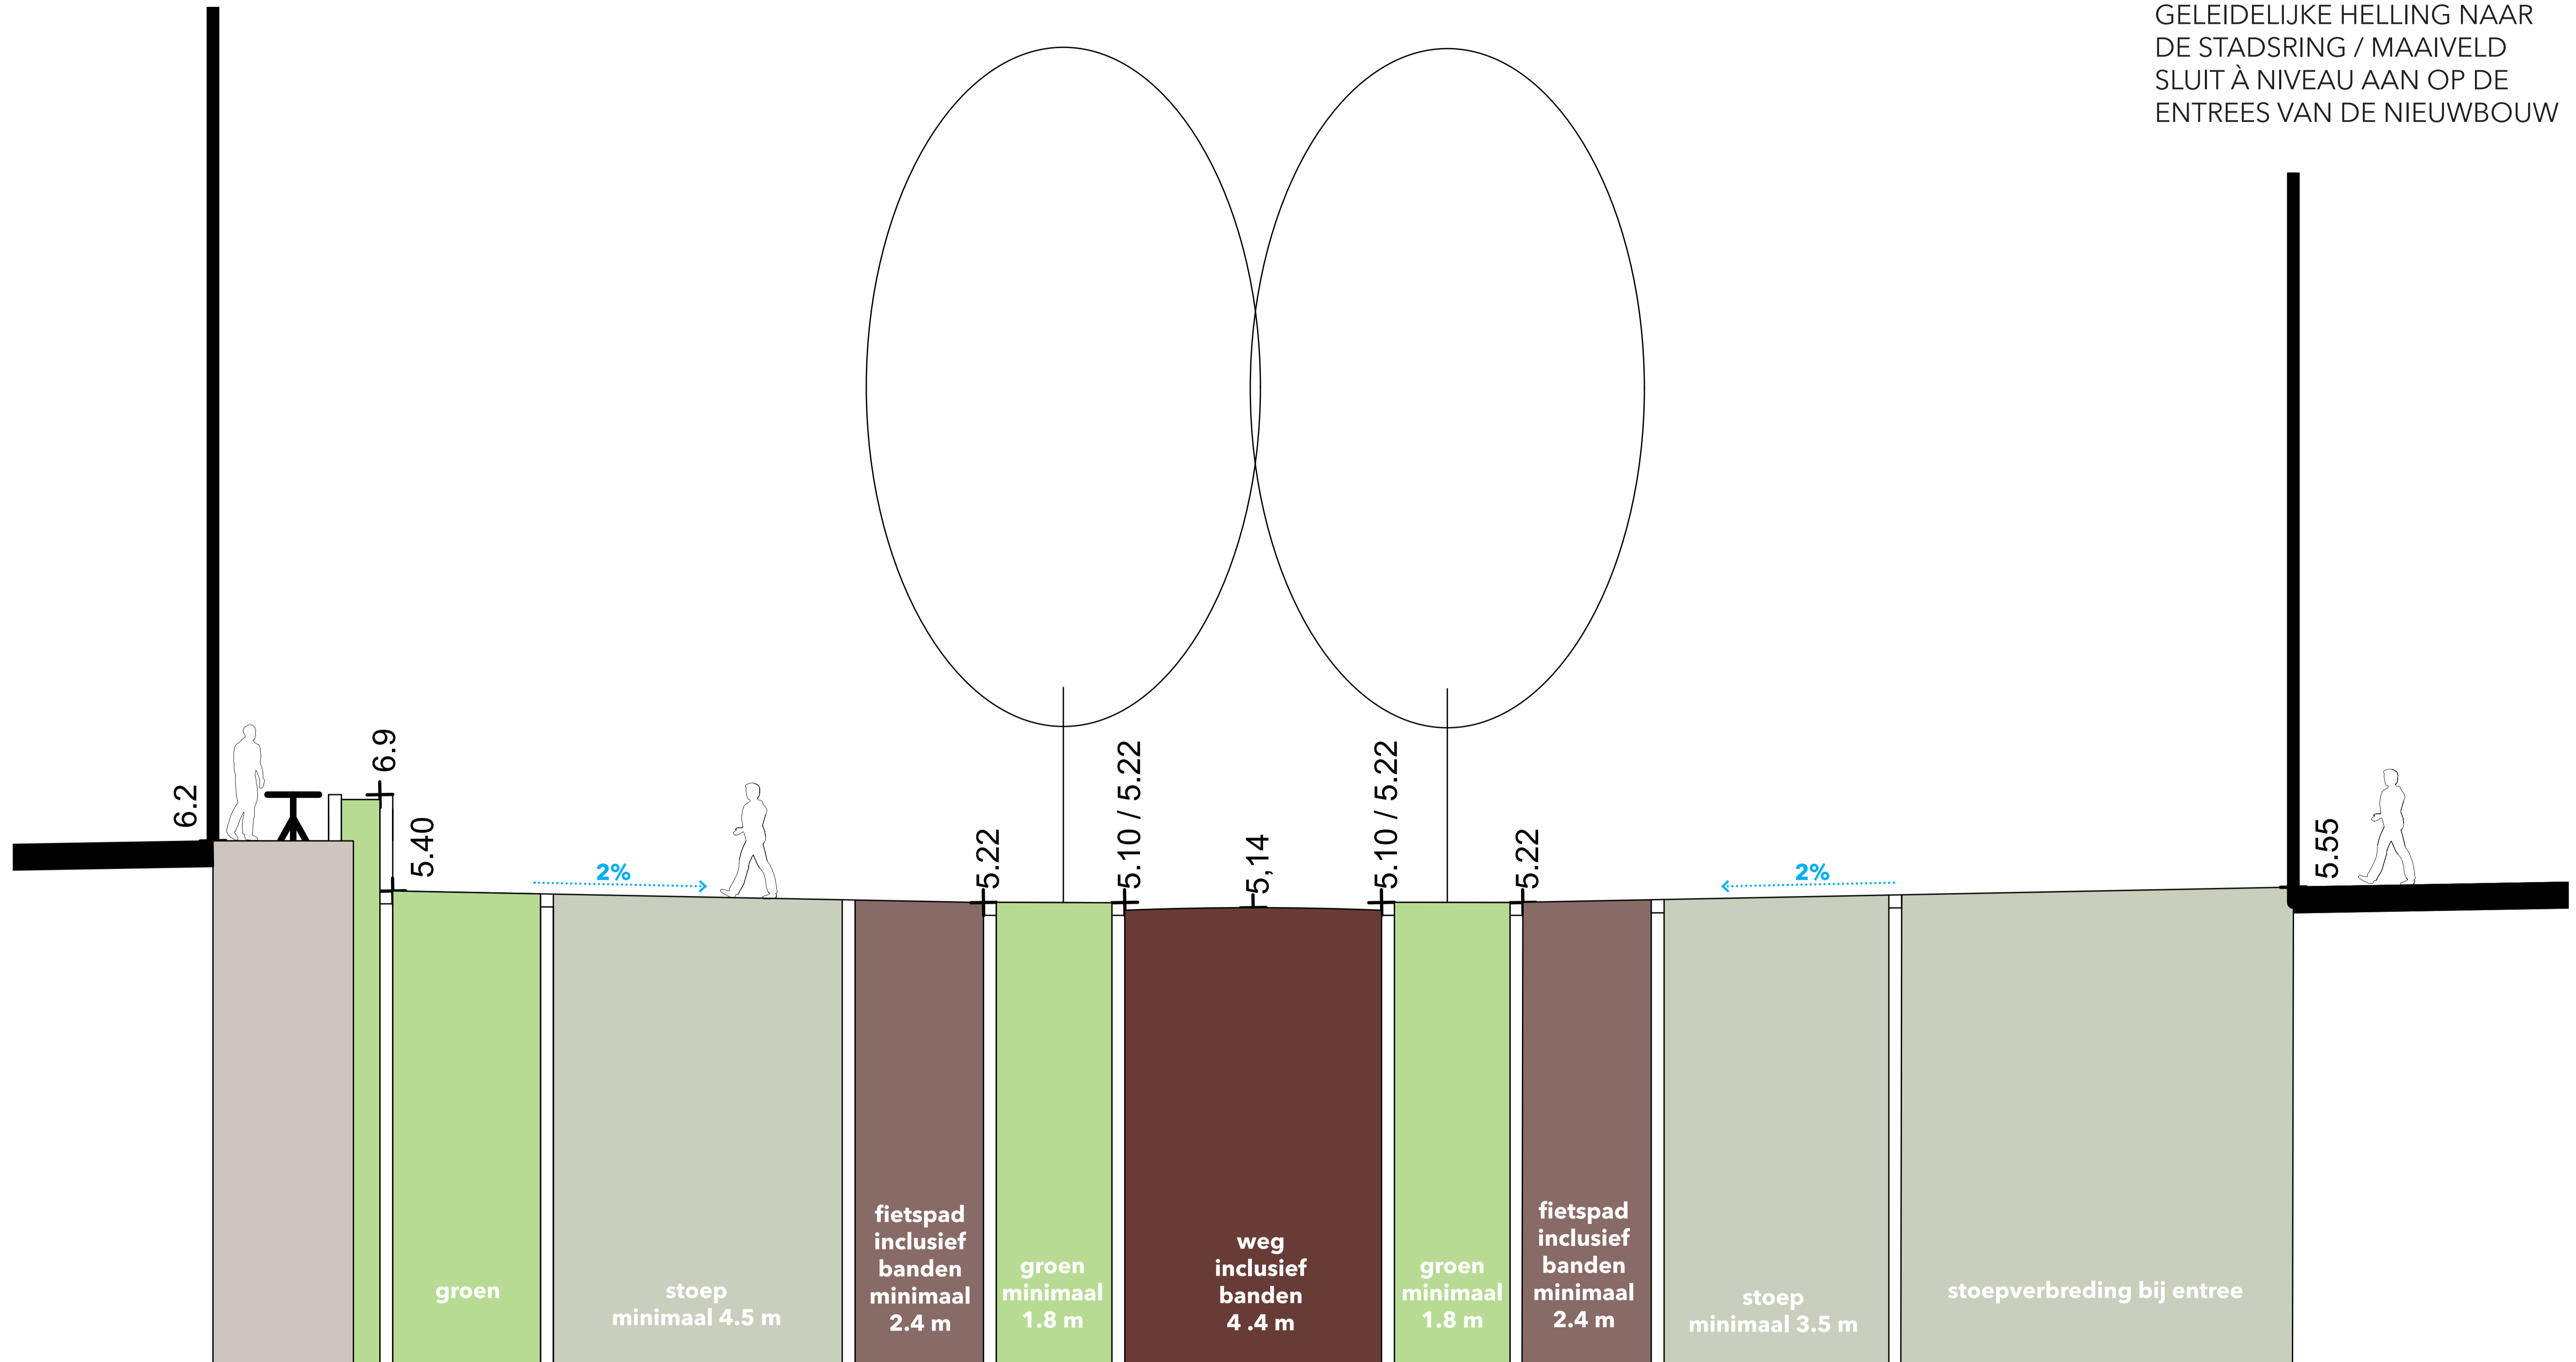 GELEIDELIJKE HELLING NAAR
DE STADSRING / MAAIVELD
SLUIT À NIVEAU AAN OP DE
ENTREES VAN DE NIEUWBOUW
6.2
6.9
5.40
2%
5.22
5.10 / 5.22
5,14
5.10 / 5.22
5.22
2%
5.55
groen
stoep
minimaal 4.5 m
fietspad
inclusief
banden
minimaal
2.4 m
groen
minimaal
1.8 m
weg
inclusief
banden
4 .4 m
groen
minimaal
1.8 m
fietspad
inclusief
banden
minimaal
2.4 m
stoep
minimaal 3.5 m
stoepverbreding bij entree